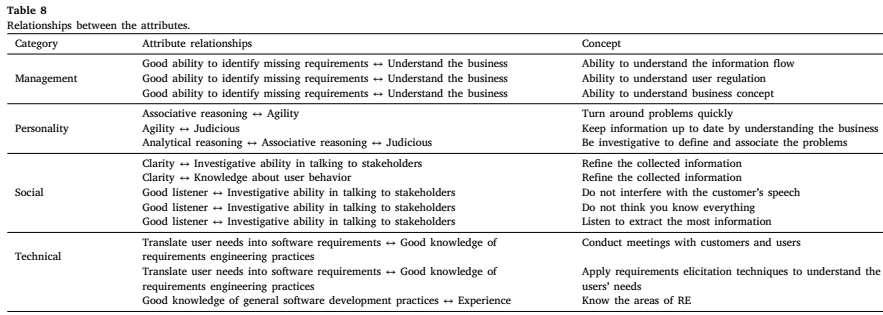 Table 8
Relationships between the attributes.
Category Attribute relationships Concept
Management Good ability to identify missing requirements ↔ Understand the business Ability to understand the information flow
Good ability to identify missing requirements ↔ Understand the business Ability to understand user regulation
Good ability to identify missing requirements ↔ Understand the business Ability to understand business concept
Personality Associative reasoning ↔ Agility Turn around problems quickly
Agility ↔ Judicious Keep information up to date by understanding the business
Analytical reasoning ↔ Associative reasoning ↔ Judicious Be investigative to define and associate the problems
Social Clarity ↔ Investigative ability in talking to stakeholders Refine the collected information
Clarity ↔ Knowledge about user behavior Refine the collected information
Good listener ↔ Investigative ability in talking to stakeholders Do not interfere with the customer's speech
Good listener ↔ Investigative ability in talking to stakeholders Do not think you know everything
Good listener ↔ Investigative ability in talking to stakeholders Listen to extract the most information
Technical Translate user needs into software requirements ↔ Good knowledge of Conduct meetings with customers and users
requirements engineering practices
Translate user needs into software requirements ↔ Good knowledge of Apply requirements elicitation techniques to understand the
requirements engineering practices users' needs
Good knowledge of general software development practices ↔ Experience Know the areas of RE